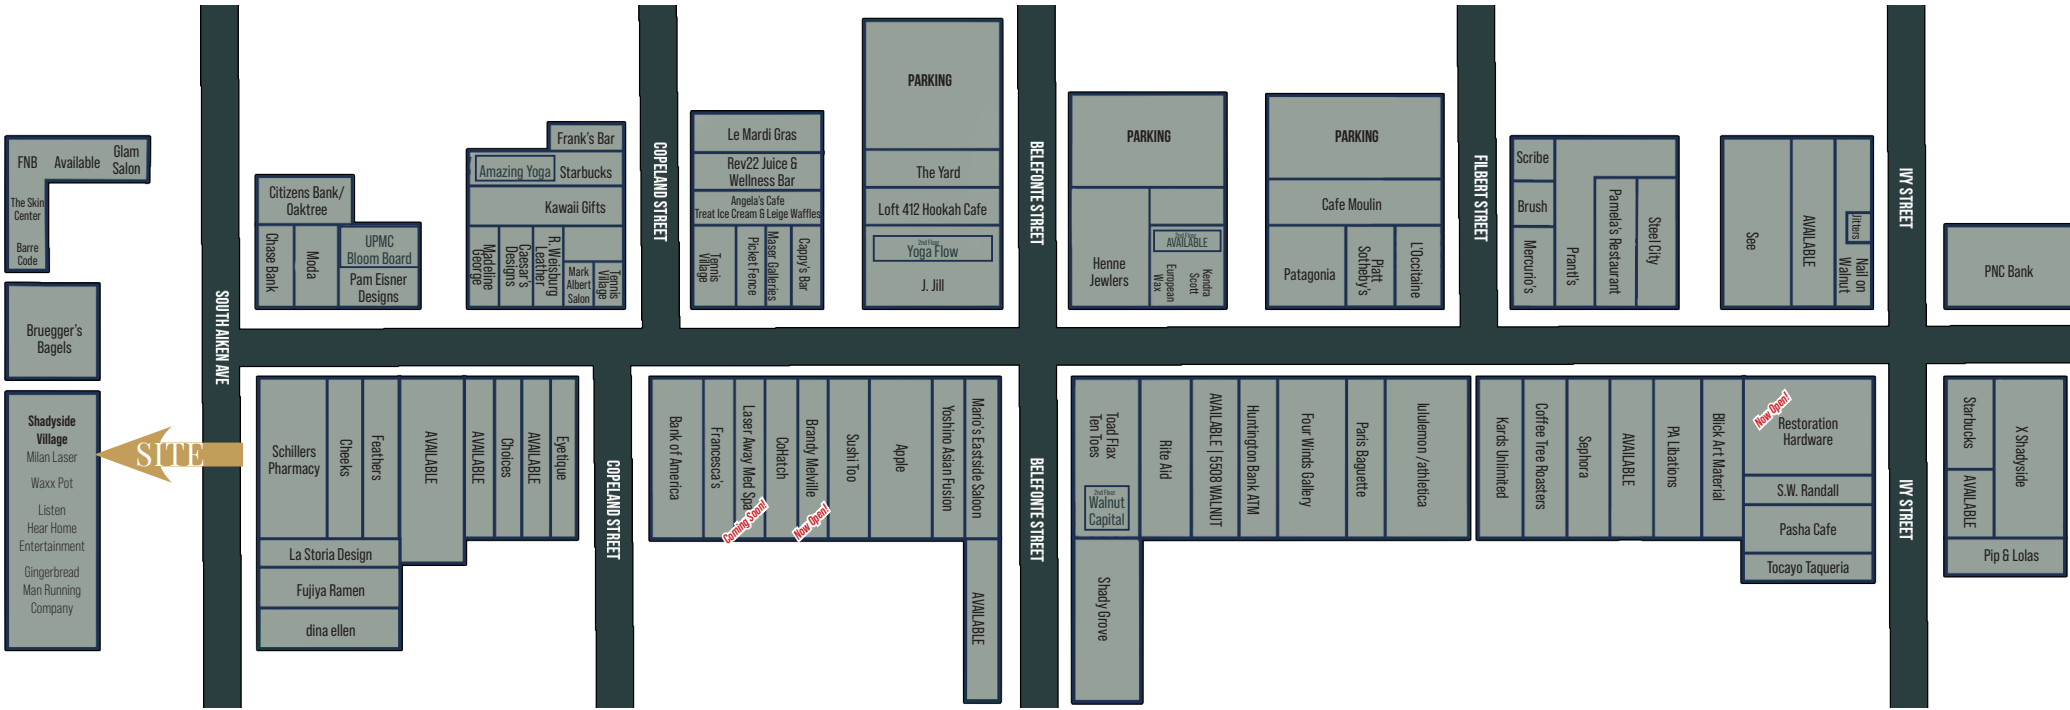 FNB
Available
Glam
Salon
The Skin
Center
Barre
Code
Bruegger's
Bagels
Shadyside
Village
Milan Laser
Waxx Pot
Listen
Hear Home
Entertainment
Gingerbread
Man Running
Company
SITE
SOUTH AIKEN AVE
Citizens Bank/
Oaktree
Chase Bank
Moda
UPMC
Bloom Board
Pam Eisner
Designs
Frank's Bar
Amazing Yoga
Starbucks
Kawaii Gifts
Madeline
George
Caesar's
Designs
R. Weisburg
Leather
Mark
Albert
Salon
Tennis
Village
COPELAND STREET
Le Mardi Gras
Rev22 Juice &
Wellness Bar
Angela's Cafe
Treat Ice Cream & Leige Waffles
Tennis
Village
Picket Fence
Maser Galleries
Cappy's Bar
PARKING
The Yard
Loft 412 Hookah Cafe
2nd Floor
Yoga Flow
J. Jill
BELEFONTE STREET
PARKING
Henne
Jewlers
2nd Floor
AVAILABLE
European
Wax
Kendra
Scott
PARKING
Cafe Moulin
Patagonia
Piatt
Sotheby's
L'Occitaine
FILBERT STREET
Scribe
Brush
Mercurio's
Prantl's
Pamela's Restaurant
Steel City
See
AVAILABLE
Jitters
Nail on
Walnut
IVY STREET
PNC Bank
Schillers
Pharmacy
Cheeks
Feathers
AVAILABLE
AVAILABLE
Choices
AVAILABLE
Eyetique
La Storia Design
Fujiya Ramen
dina ellen
COPELAND STREET
Bank of America
Francesca's
Laser Away Med Spa
Coming Soon!
CoHatch
Brandy Melville
Now Open!
Sushi Too
Apple
Yoshino Asian Fusion
Mario's Eastside Saloon
AVAILABLE
BELEFONTE STREET
Toad Flax
Ten Toes
2nd Floor
Walnut
Capital
Shady Grove
Rite Aid
AVAILABLE | 5508 WALNUT
Huntington Bank ATM
Four Winds Gallery
Paris Baguette
lululemon /athletica
Kards Unlimited
Coffee Tree Roasters
Sephora
AVAILABLE
PA Libations
Blick Art Material
Now Open!
Restoration
Hardware
S.W. Randall
Pasha Cafe
Tocayo Taqueria
IVY STREET
Starbucks
AVAILABLE
X Shadyside
Pip & Lolas